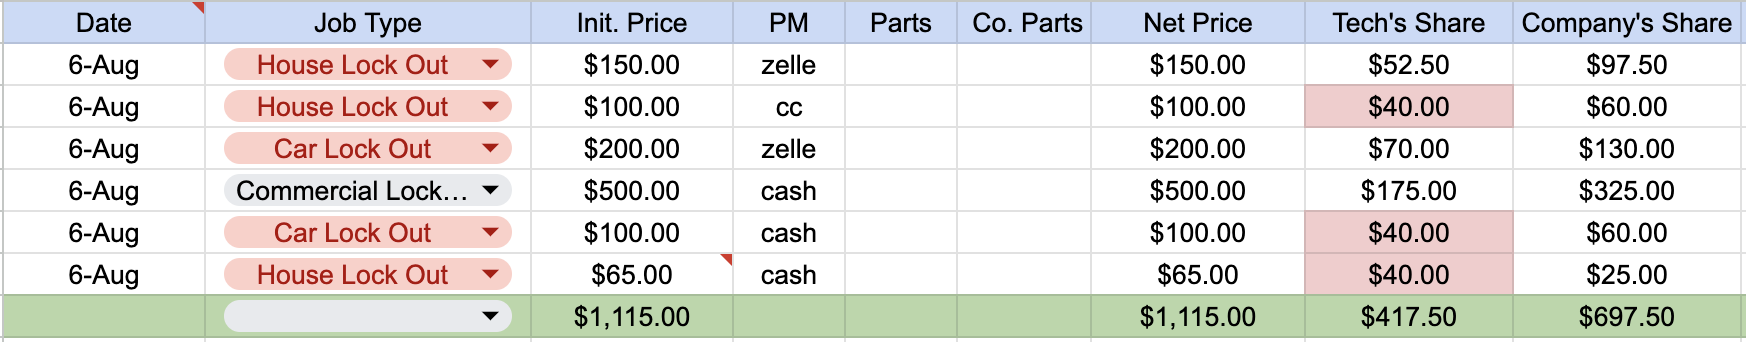 Date Job Type Init. Price PM Parts Co. Parts Net Price Tech's Share Company's Share
6-Aug House Lock Out $150.00 zelle $150.00 $52.50 $97.50
6-Aug House Lock Out $100.00 cc $100.00 $40.00 $60.00
6-Aug Car Lock Out $200.00 zelle $200.00 $70.00 $130.00
6-Aug Commercial Lock... $500.00 cash $500.00 $175.00 $325.00
6-Aug Car Lock Out $100.00 cash $100.00 $40.00 $60.00
6-Aug House Lock Out $65.00 cash $65.00 $40.00 $25.00
$1,115.00 $1,115.00 $417.50 $697.50